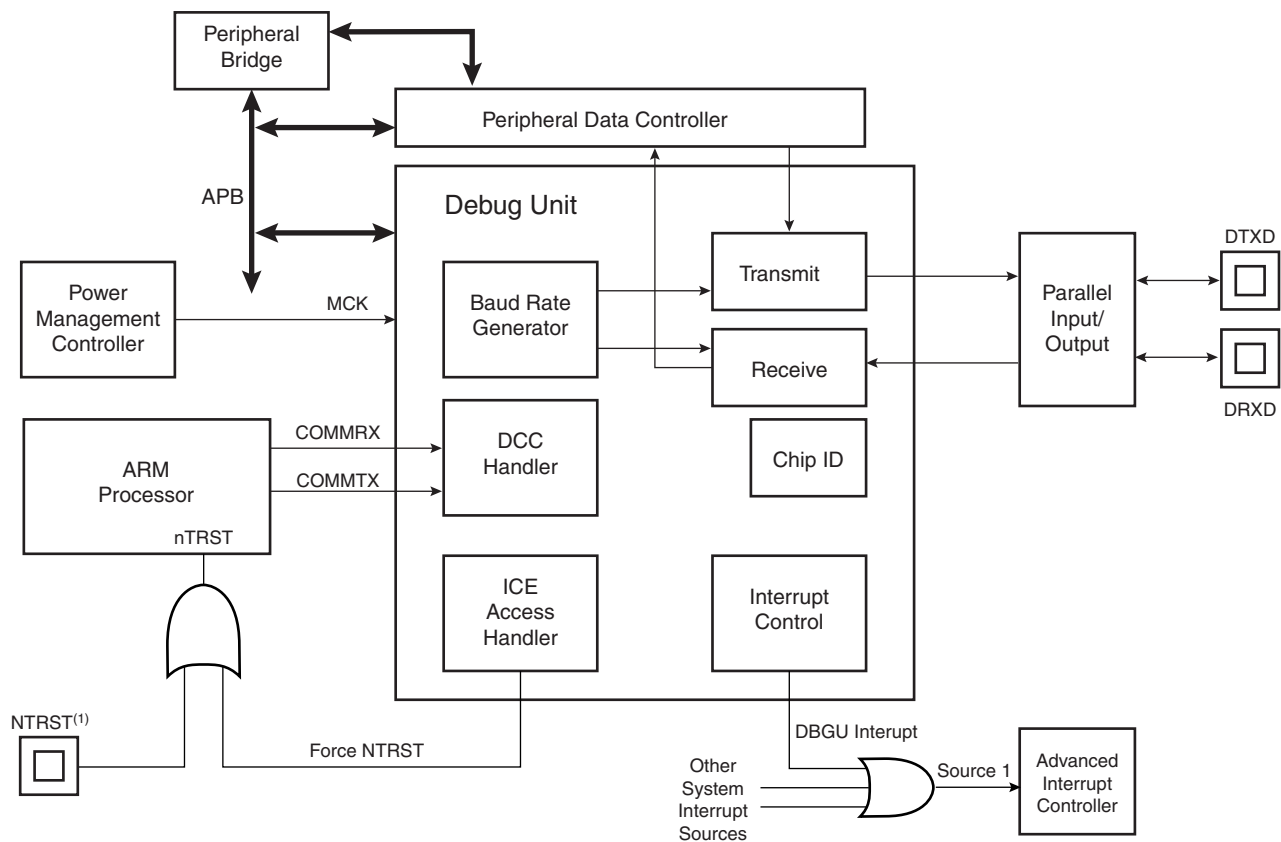 Peripheral
Bridge
Peripheral Data Controller
APB
Debug Unit
DTXD
Power
Management
Controller
MCK
Baud Rate
Generator
Transmit
Parallel
Input/
Output
Receive
DRXD
ARM
Processor
nTRST
COMMRX
COMMTX
DCC
Handler
Chip ID
ICE
Access
Handler
Interrupt
Control
NTRST(1)
Force NTRST
DBGU Interupt
Other
System
Interrupt
Sources
Source 1
Advanced
Interrupt
Controller